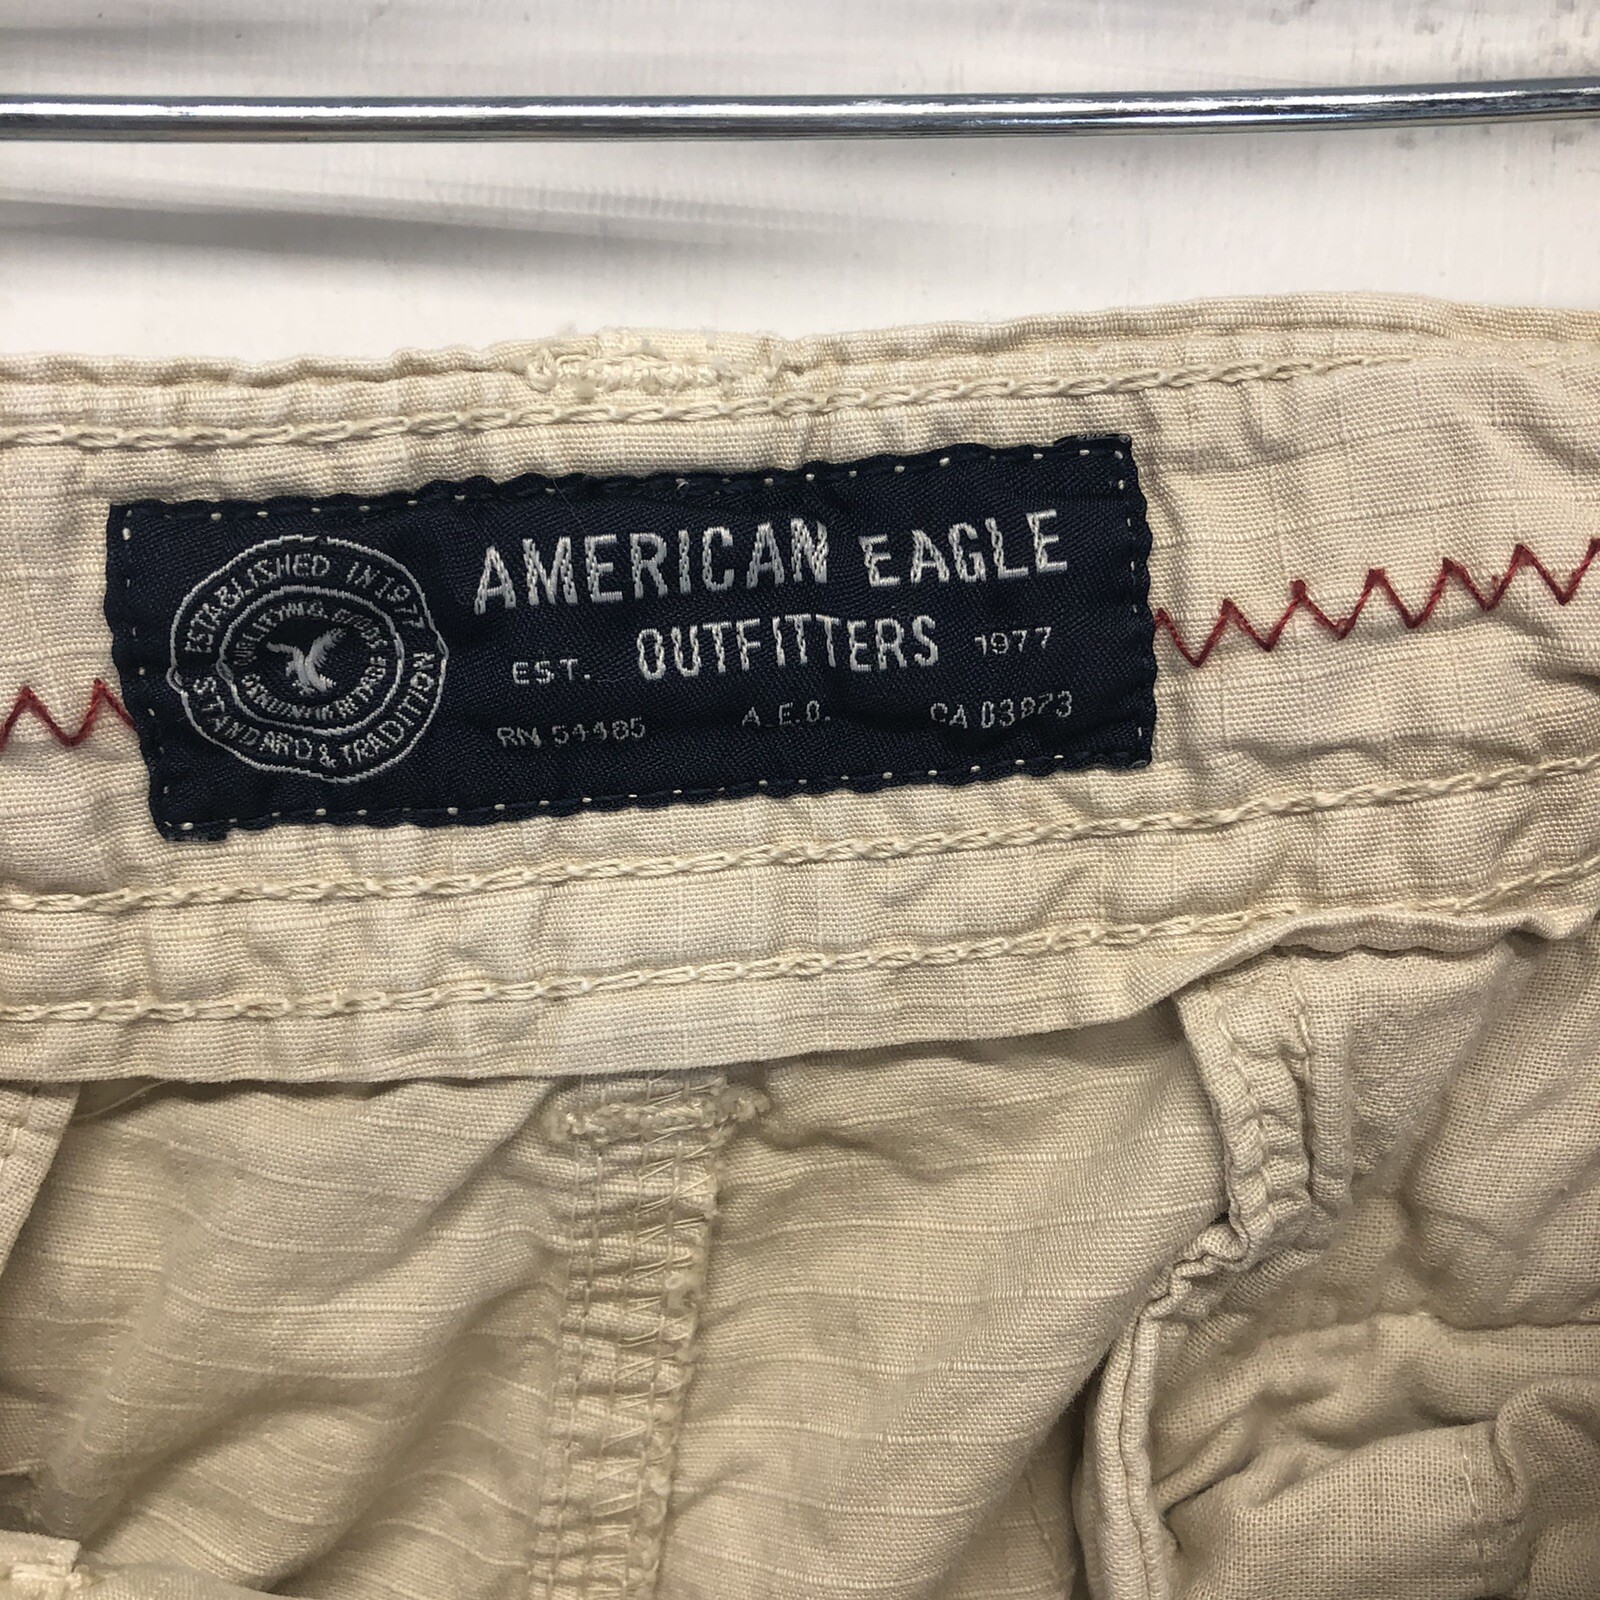 ESTABLISHED IN 1977
STANDARD & TRADITION
AMERICAN EAGLE
EST. OUTFITTERS 1977
RN 54485 A.E.O. CA 03873